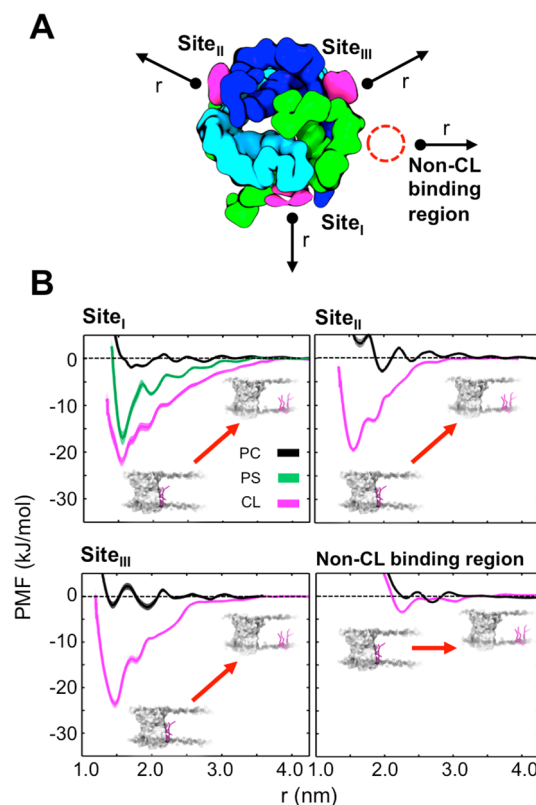 A
Site_II
Site_III
r
r
r
Non-CL
binding
region
Site_I
r
B
Site_I
Site_II
0
-10
-20
-30
PC
PS
CL
0
-10
-20
-30
Site_III
Non-CL binding region
PMF (kJ/mol)
0
-10
-20
-30
0
-10
-20
-30
1.0 2.0 3.0 4.0
1.0 2.0 3.0 4.0
r (nm)